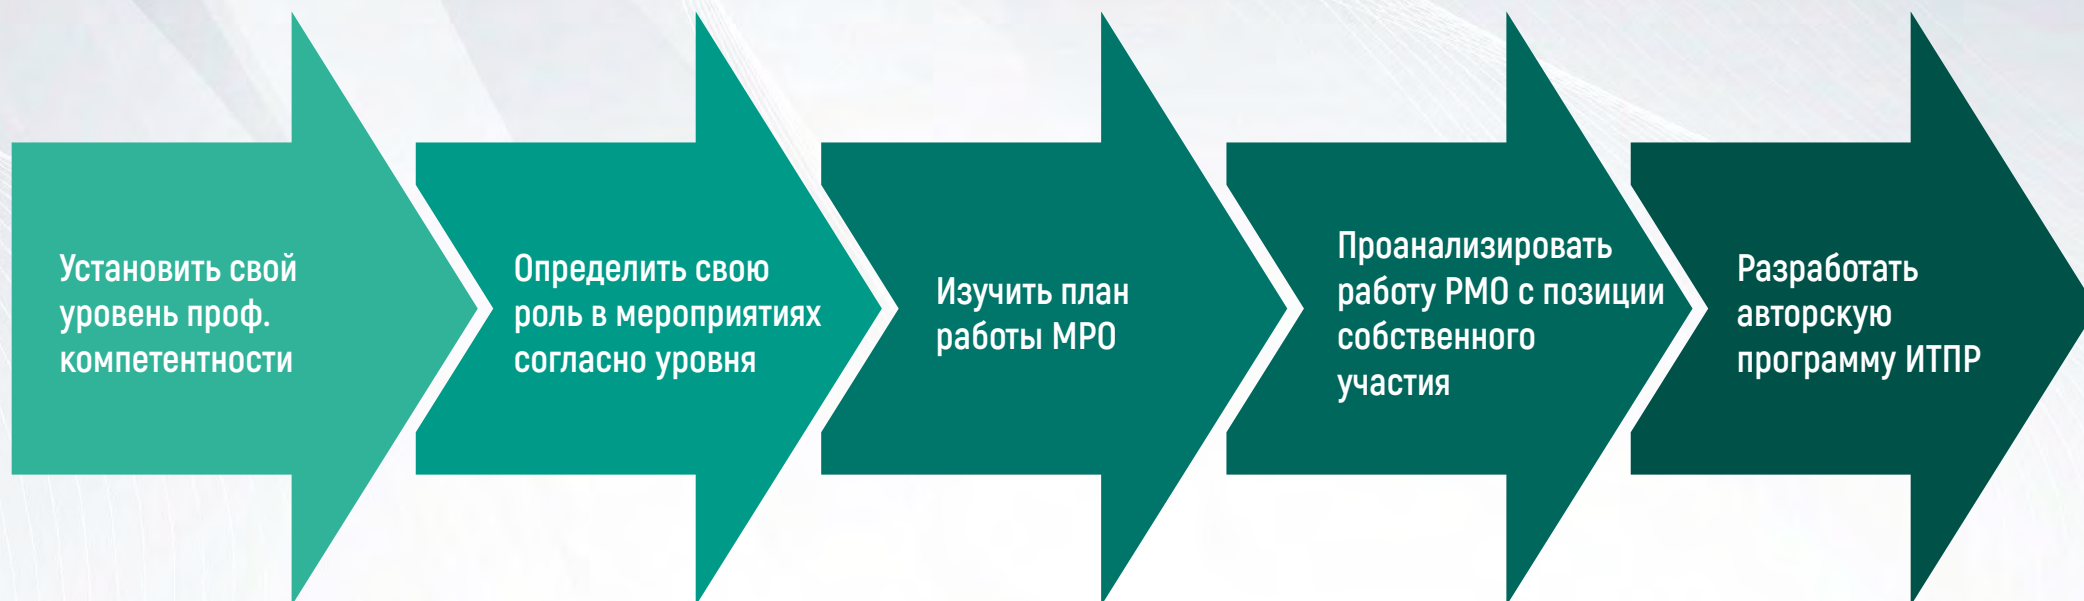 Установить свой
уровень проф.
компетентности
Определить свою
роль в мероприятиях
согласно уровня
Изучить план
работы МРО
Проанализировать
работу РМО с позиции
собственного
участия
Разработать
авторскую
программу ИТПР